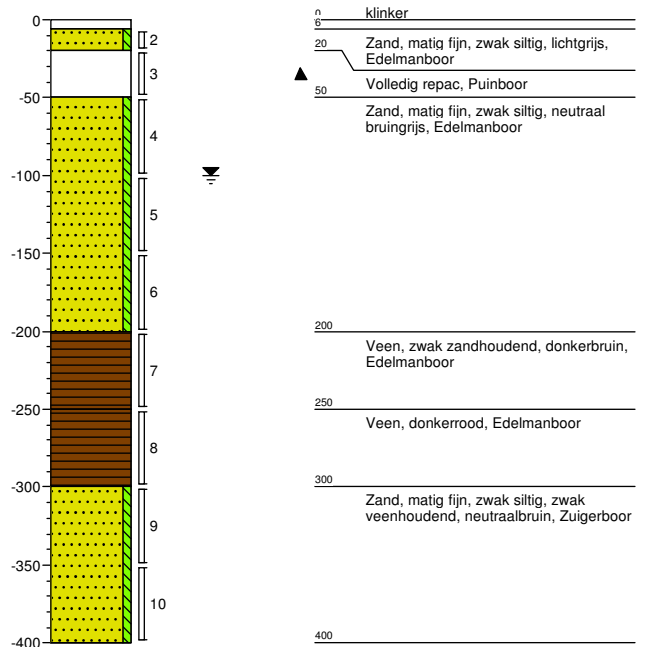 0
-50
-100
-150
-200
-250
-300
-350
-400
2
3
4
5
6
7
8
9
10
0
klinker
6
Zand, matig fijn, zwak siltig, lichtgrijs,
Edelmanboor
20
Volledig repac, Puinboor
50
Zand, matig fijn, zwak siltig, neutraal
bruingrijs, Edelmanboor
200
Veen, zwak zandhoudend, donkerbruin,
Edelmanboor
250
Veen, donkerrood, Edelmanboor
300
Zand, matig fijn, zwak siltig, zwak
veenhoudend, neutraalbruin, Zuigerboor
400